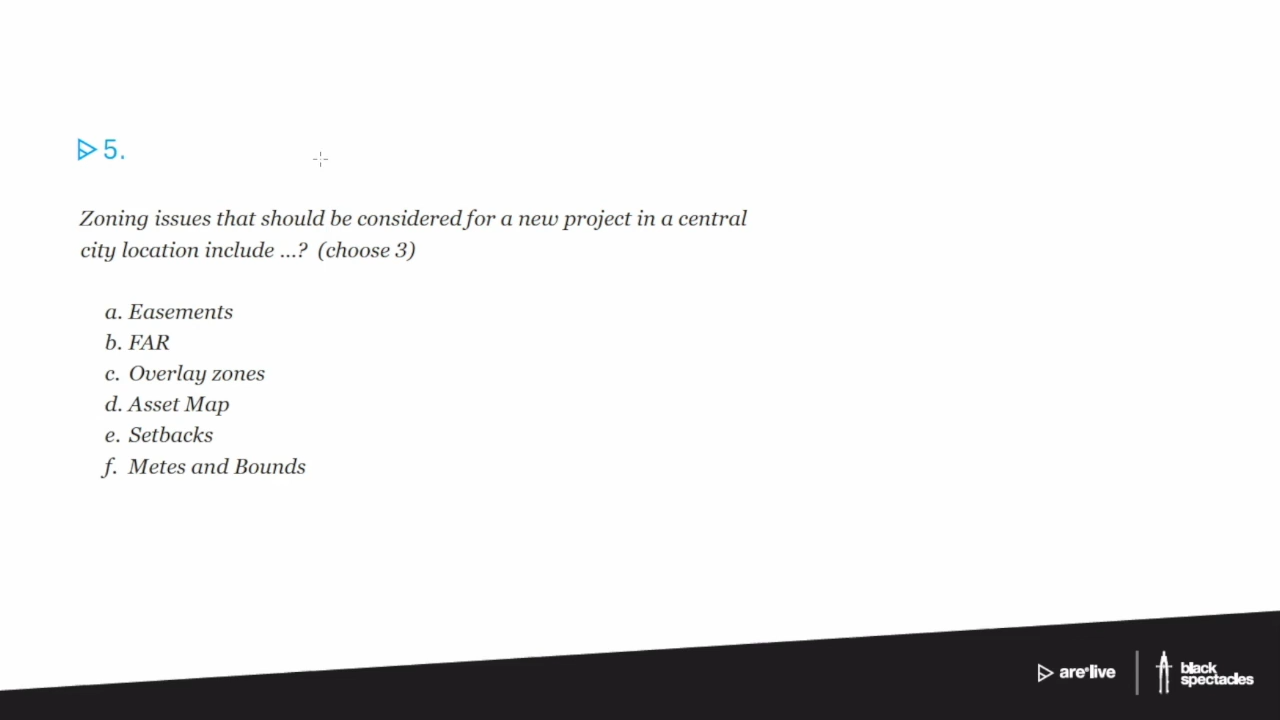 5.
Zoning issues that should be considered for a new project in a central
city location include ...? (choose 3)
a. Easements
b. FAR
c. Overlay zones
d. Asset Map
e. Setbacks
f. Metes and Bounds
are°live
black
spectacles